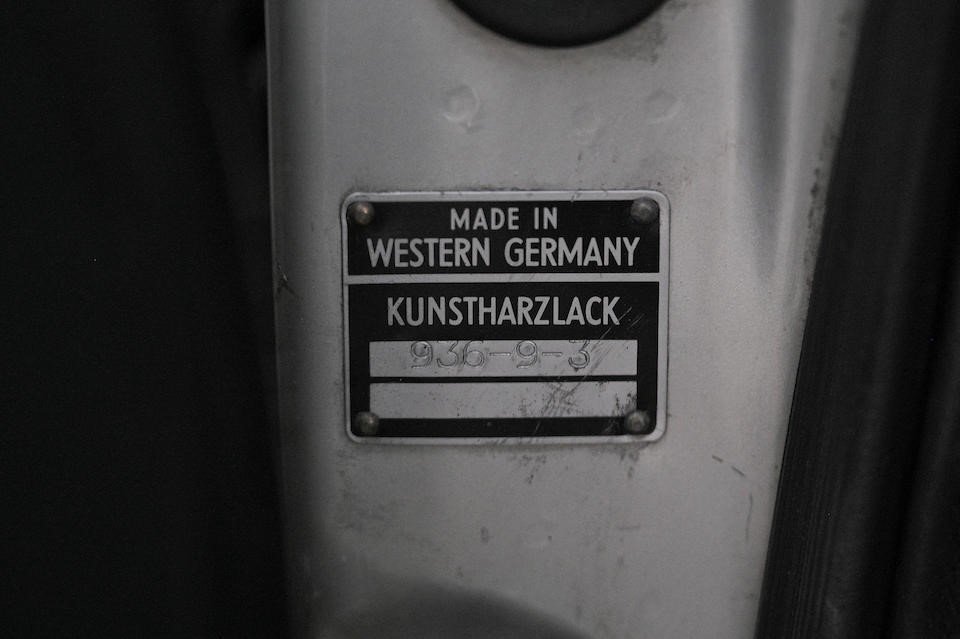 MADE IN
WESTERN GERMANY
KUNSTHARZLACK
936-9-3